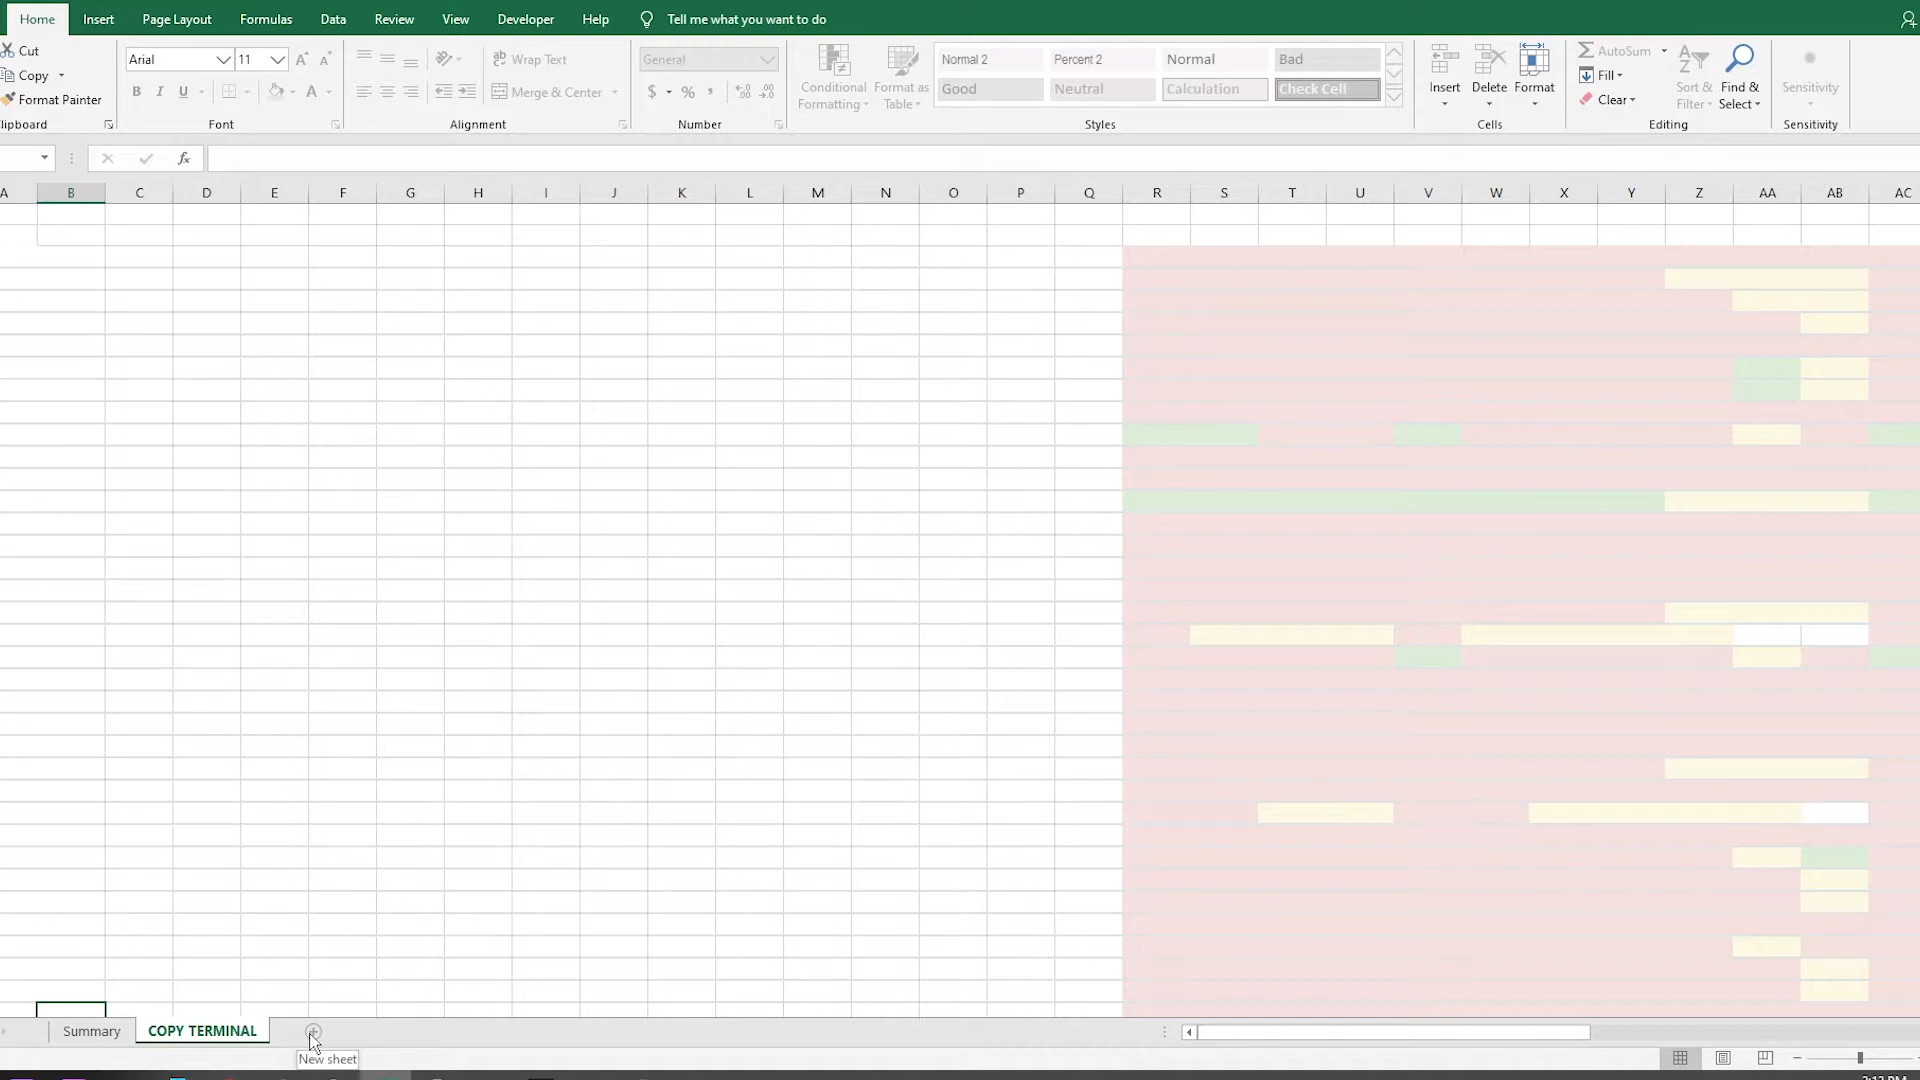 Home Insert Page Layout Formulas Data Review View Developer Help Tell me what you want to do
Cut
Copy
Format Painter
lipboard
Arial 11
B I U A
Font
Wrap Text
Merge & Center
Alignment
General
$ % ,
Number
Conditional Formatting
Format as Table
Normal 2 Percent 2 Normal Bad
Good Neutral Calculation Check Cell
Styles
Insert Delete Format
Cells
AutoSum
Fill
Clear
Sort & Filter
Find & Select
Editing
Sensitivity
Sensitivity
fx
A B C D E F G H I J K L M N O P Q R S T U V W X Y Z AA AB AC
Summary COPY TERMINAL
New sheet